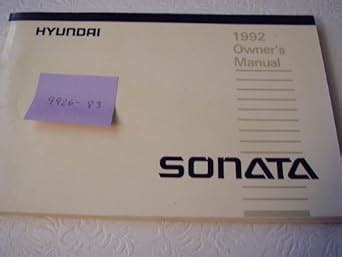 HYUNDAI
1992
Owner's
Manual
9926-83
SONATA